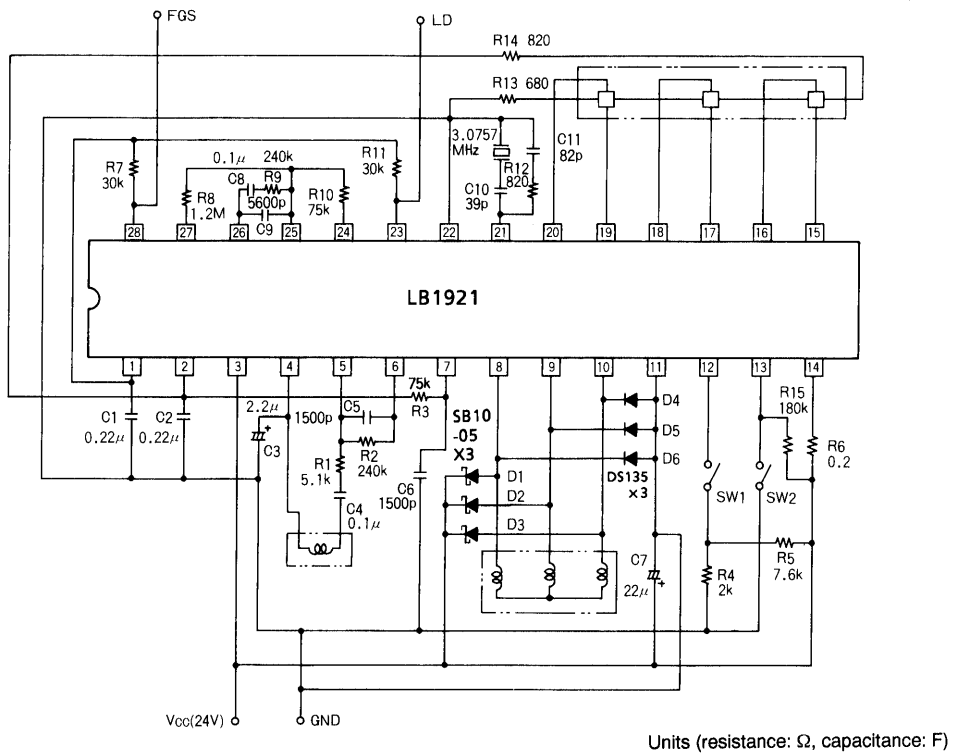 FGS
LD
R14 820
R13 680
3.0757
MHz
C11
82p
R12
820
C10
39p
R7
30k
0.1μ
240k
R11
30k
C8
R9
R8
1.2M
5600p
C9
R10
75k
28
27
26
25
24
23
22
21
20
19
18
17
16
15
LB1921
1
2
3
4
5
6
7
8
9
10
11
12
13
14
C1
0.22μ
C2
0.22μ
2.2μ
C3
C5
1500p
75k
R3
R1
5.1k
R2
240k
C4
0.1μ
C6
1500p
SB10
-05
X3
D1
D2
D3
D4
D5
D6
DS135
X3
R15
180k
R6
0.2
SW1
SW2
R5
7.6k
R4
2k
C7
22μ
+
+
Vcc(24V)
GND
Units (resistance: Ω, capacitance: F)